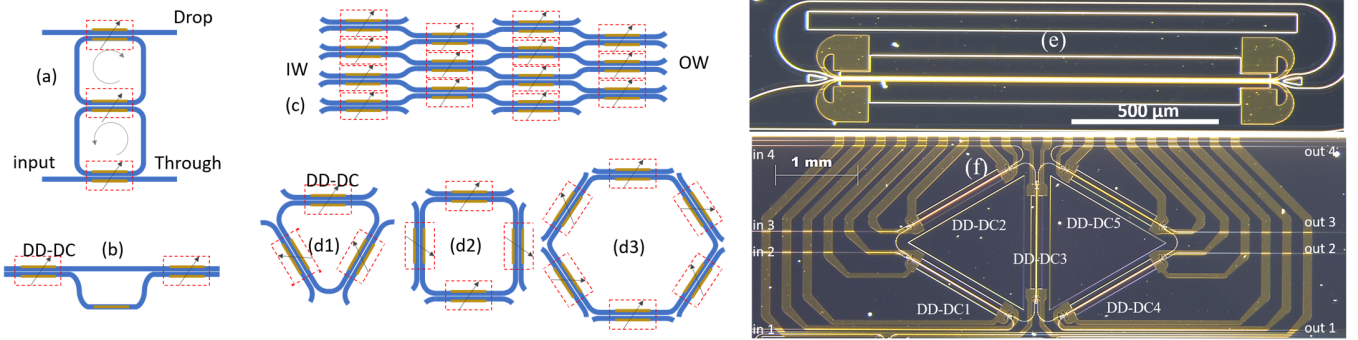 Drop
(a)
input
Through
DD-DC
(b)
IW
OW
(c)
DD-DC
(d1)
(d2)
(d3)
(e)
500 µm
in 4
(f)
out 4
1 mm
DD-DC2
DD-DC5
in 3
out 3
in 2
out 2
DD-DC3
DD-DC1
DD-DC4
in 1
out 1